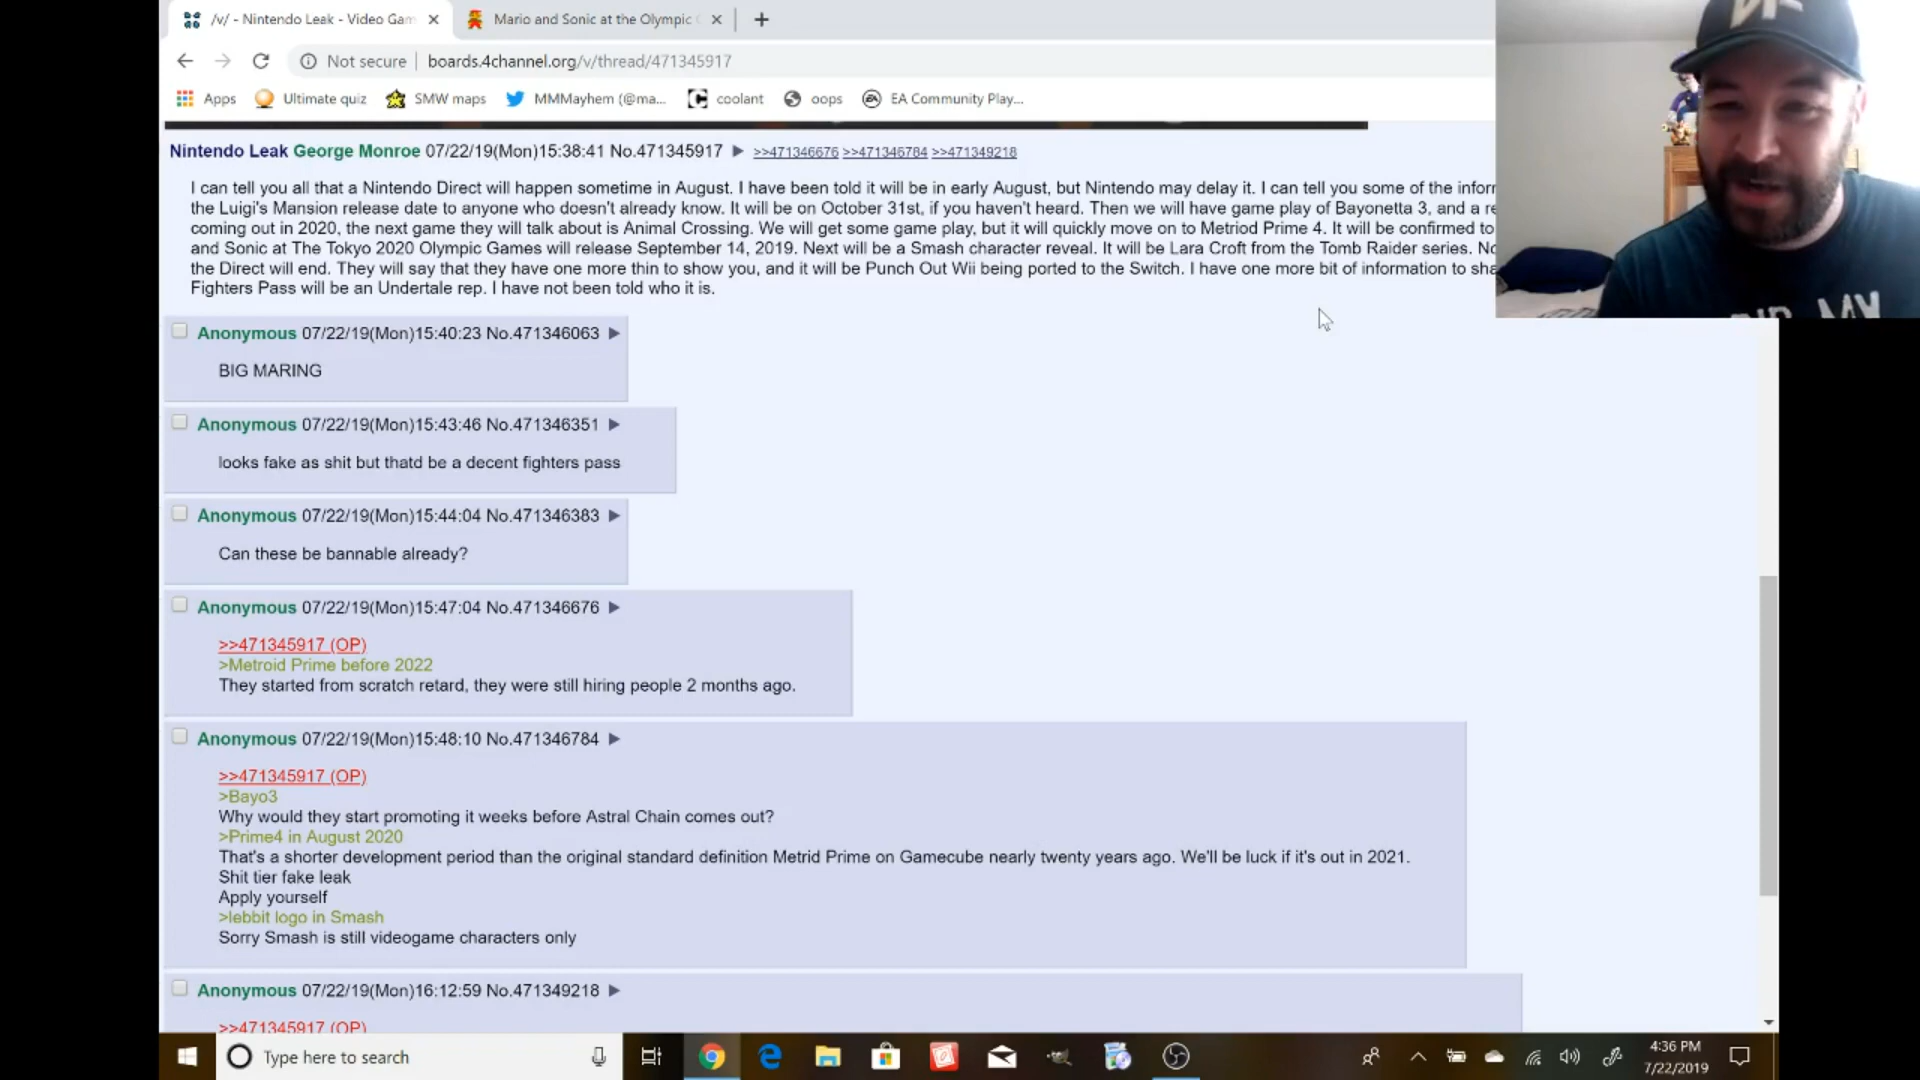 /v/ - Nintendo Leak - Video Gam
Mario and Sonic at the Olympic
Not secure
boards.4channel.org/v/thread/471345917
Apps
Ultimate quiz
SMW maps
MMMayhem (@ma...
coolant
oops
EA Community Play...
Nintendo Leak George Monroe 07/22/19(Mon)15:38:41 No.471345917 ▶ >>471346676 >>471346784 >>471349218
I can tell you all that a Nintendo Direct will happen sometime in August. I have been told it will be in early August, but Nintendo may delay it. I can tell you some of the infor
the Luigi's Mansion release date to anyone who doesn't already know. It will be on October 31st, if you haven't heard. Then we will have game play of Bayonetta 3, and a re
coming out in 2020, the next game they will talk about is Animal Crossing. We will get some game play, but it will quickly move on to Metriod Prime 4. It will be confirmed to
and Sonic at The Tokyo 2020 Olympic Games will release September 14, 2019. Next will be a Smash character reveal. It will be Lara Croft from the Tomb Raider series. No
the Direct will end. They will say that they have one more thin to show you, and it will be Punch Out Wii being ported to the Switch. I have one more bit of information to sha
Fighters Pass will be an Undertale rep. I have not been told who it is.
Anonymous 07/22/19(Mon)15:40:23 No.471346063 ▶
BIG MARING
Anonymous 07/22/19(Mon)15:43:46 No.471346351 ▶
looks fake as shit but thatd be a decent fighters pass
Anonymous 07/22/19(Mon)15:44:04 No.471346383 ▶
Can these be bannable already?
Anonymous 07/22/19(Mon)15:47:04 No.471346676 ▶
>>471345917 (OP)
>Metroid Prime before 2022
They started from scratch retard, they were still hiring people 2 months ago.
Anonymous 07/22/19(Mon)15:48:10 No.471346784 ▶
>>471345917 (OP)
>Bayo3
Why would they start promoting it weeks before Astral Chain comes out?
>Prime4 in August 2020
That's a shorter development period than the original standard definition Metrid Prime on Gamecube nearly twenty years ago. We'll be luck if it's out in 2021.
Shit tier fake leak
Apply yourself
>lebbit logo in Smash
Sorry Smash is still videogame characters only
Anonymous 07/22/19(Mon)16:12:59 No.471349218 ▶
>>471345917 (OP)
Type here to search
4:36 PM
7/22/2019